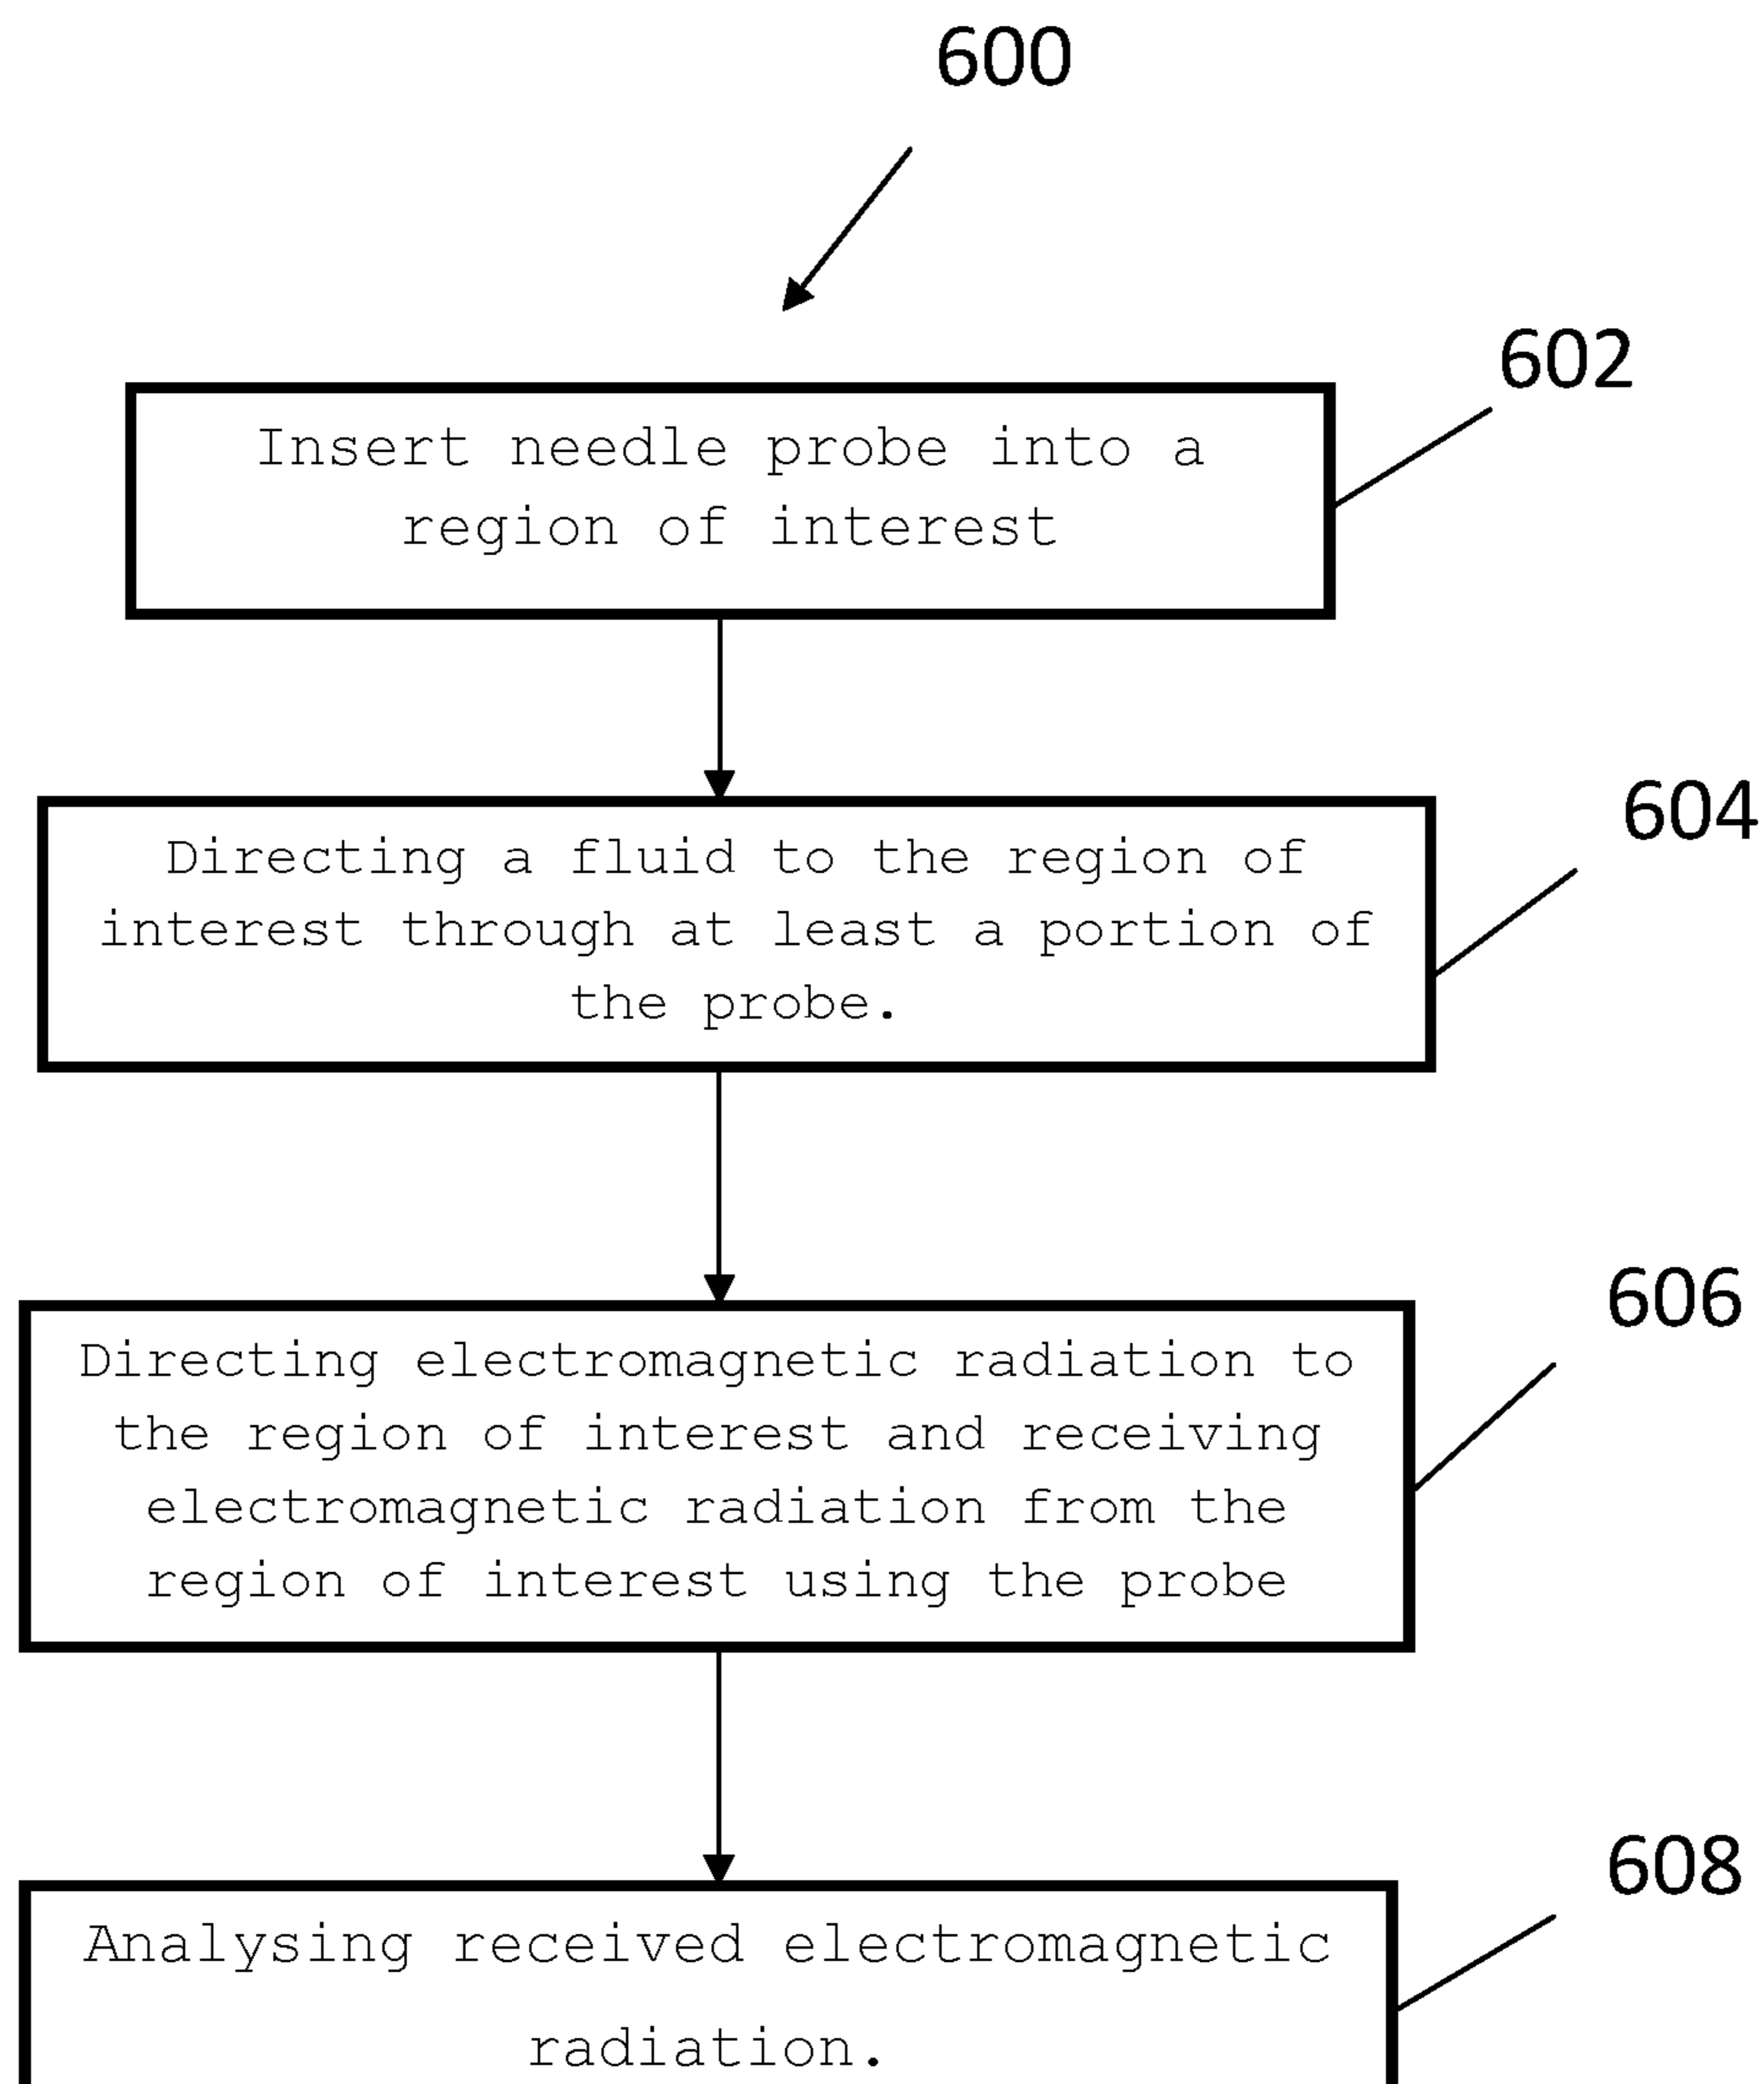 600
602
Insert needle probe into a
region of interest
604
Directing a fluid to the region of
interest through at least a portion of
the probe.
606
Directing electromagnetic radiation to
the region of interest and receiving
electromagnetic radiation from the
region of interest using the probe
608
Analysing received electromagnetic
radiation.